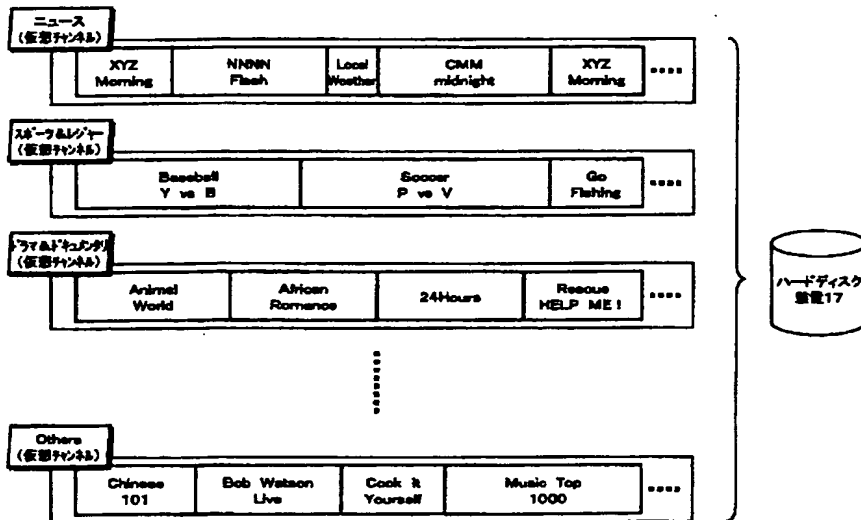 ニュース
(仮想チャンネル)
XYZ
Morning
NNNN
Flash
Local
Weather
CMM
midnight
XYZ
Morning
スポーツ&レジャー
(仮想チャンネル)
Baseball
Y vs B
Soccer
P vs V
Go
Fishing
ドラマ&ドキュメンタリ
(仮想チャンネル)
Animal
World
African
Romance
24Hours
Rescue
HELP ME!
ハードディスク
装置17
Others
(仮想チャンネル)
Chinese
101
Bob Watson
Live
Cook it
Yourself
Music Top
1000